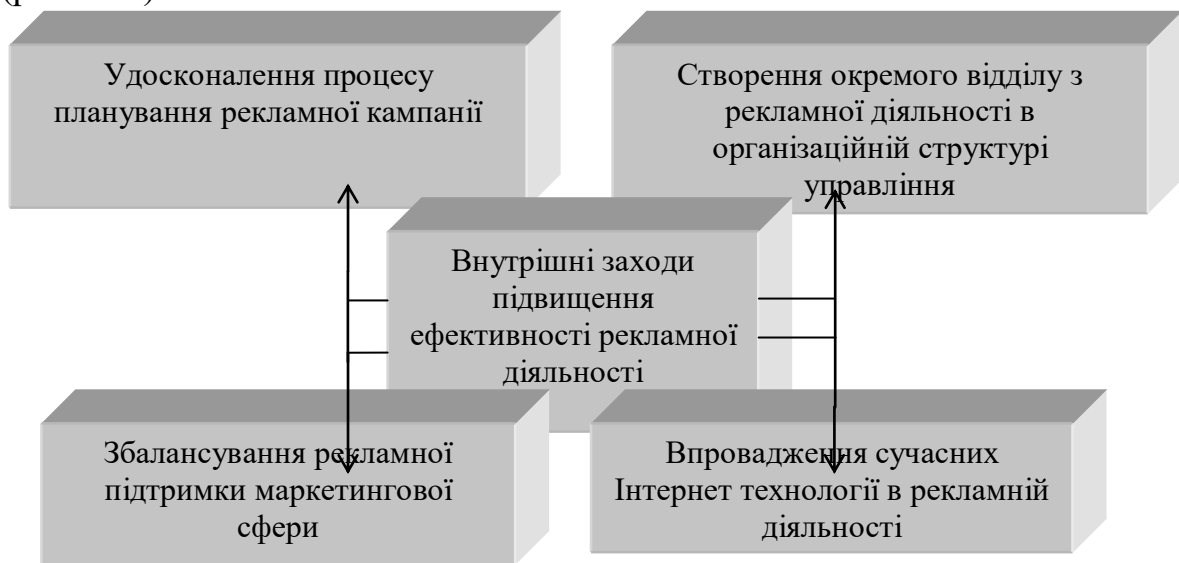 Удосконалення процесу
планування рекламної кампанії
Створення окремого відділу з
рекламної діяльності в
організаційній структурі
управління
Внутрішні заходи
підвищення
ефективності рекламної
діяльності
Збалансування рекламної
підтримки маркетингової
сфери
Впровадження сучасних
Інтернет технології в рекламній
діяльності